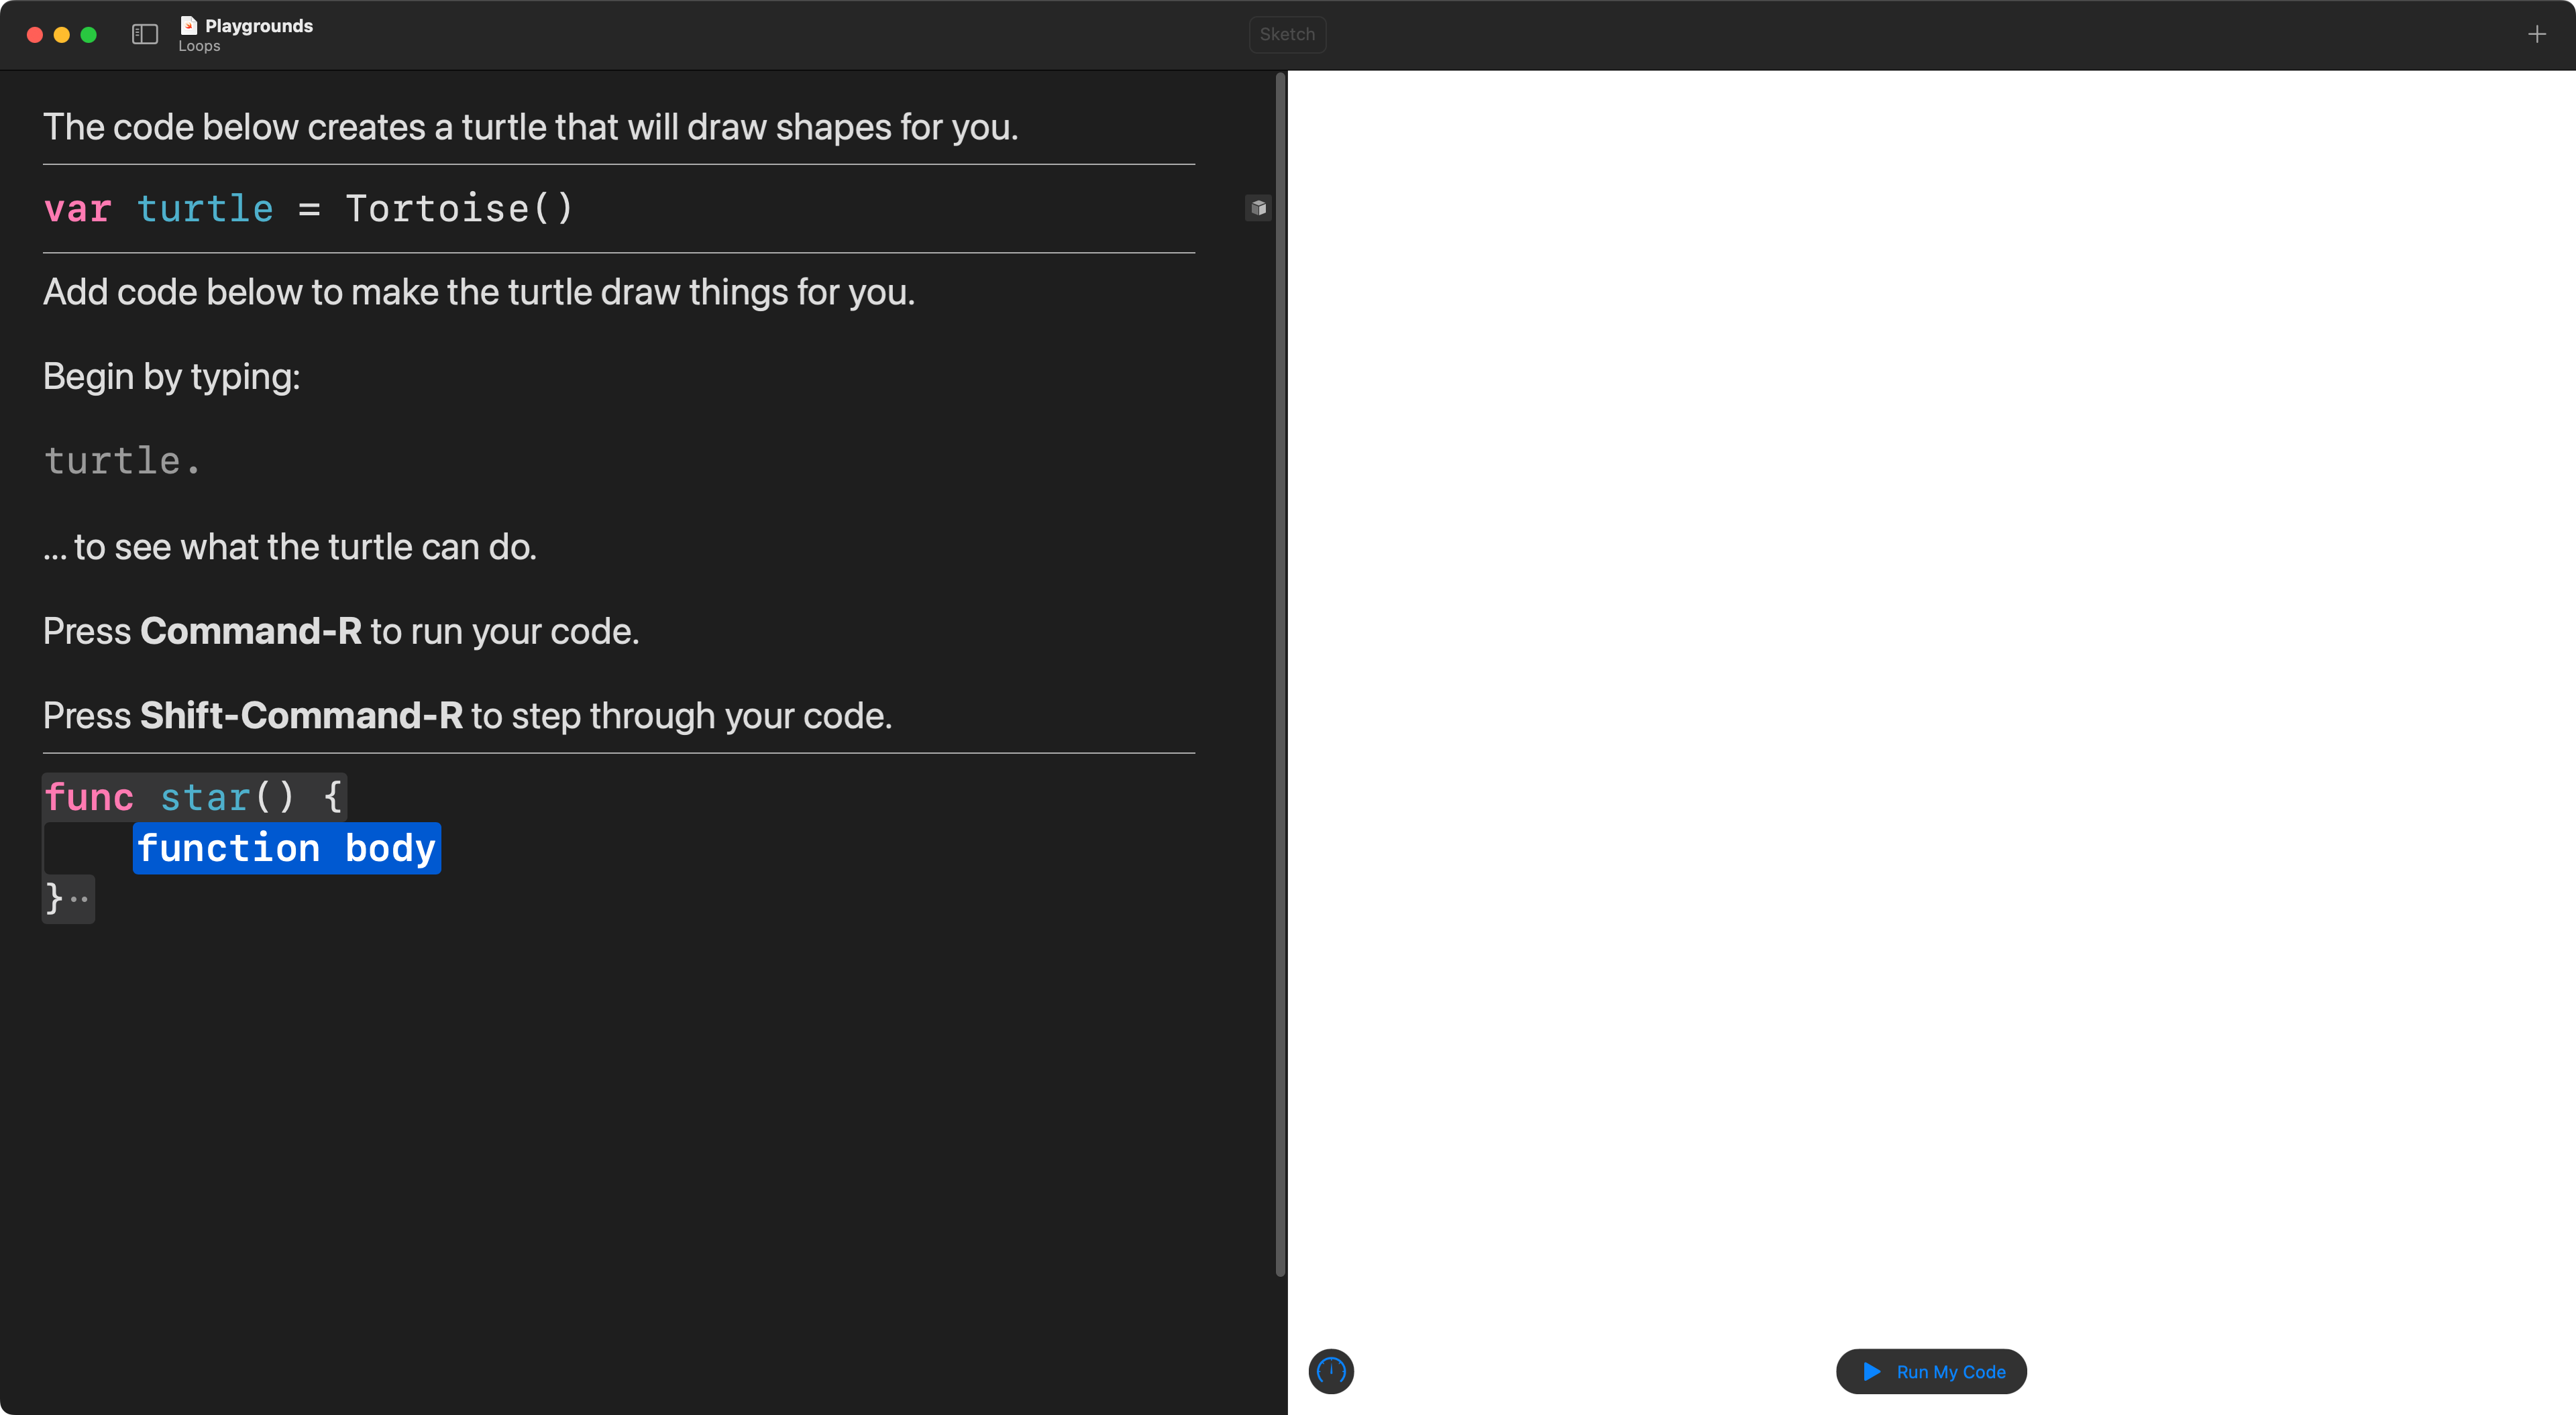 Playgrounds
Loops
Sketch
The code below creates a turtle that will draw shapes for you.
var turtle = Tortoise()
Add code below to make the turtle draw things for you.
Begin by typing:
turtle.
... to see what the turtle can do.
Press Command-R to run your code.
Press Shift-Command-R to step through your code.
func star() {
function body
}
Run My Code